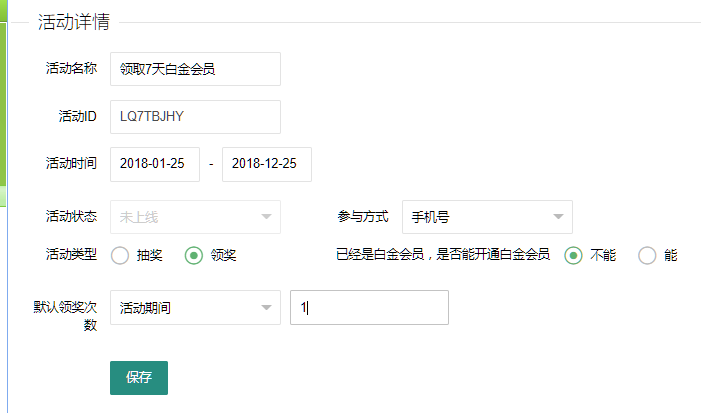 活动详情
活动名称 领取7天白金会员
活动ID LQ7TBJHY
活动时间 2018-01-25 - 2018-12-25
活动状态 未上线 参与方式 手机号
活动类型 抽奖 领奖 已经是白金会员，是否能开通白金会员 不能 能
默认领奖次数 活动期间 1
保存